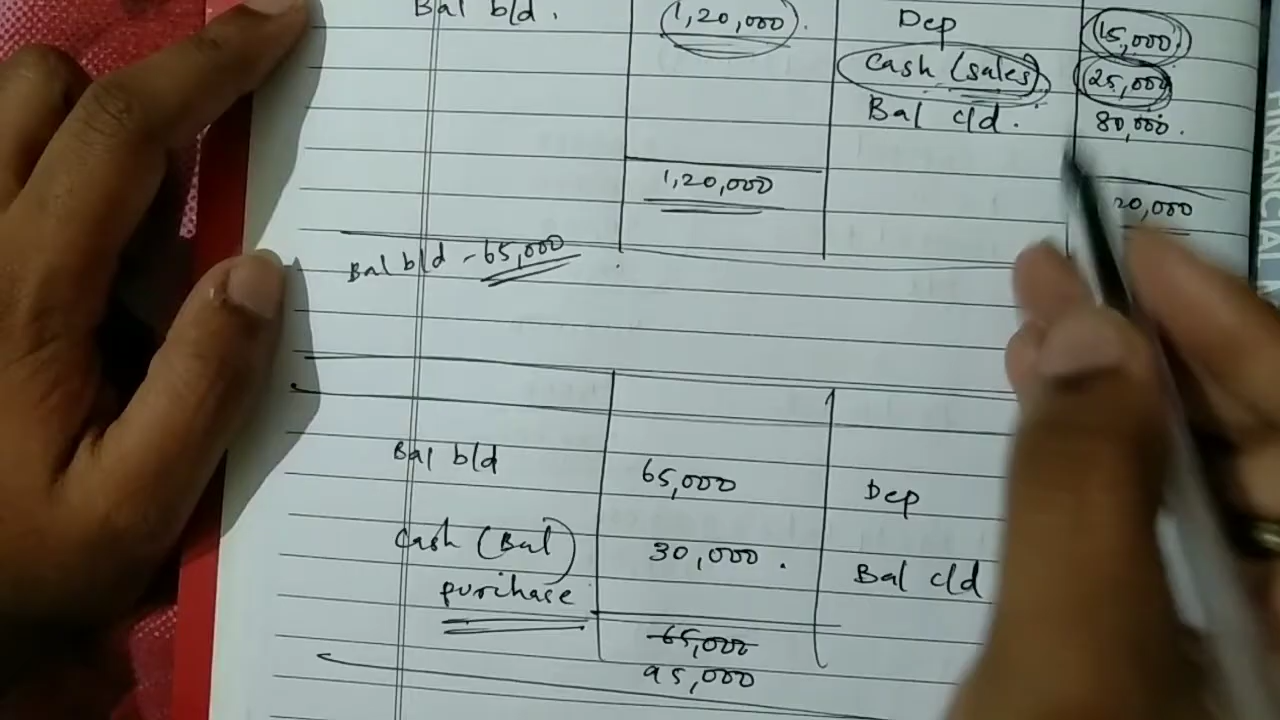 Bal b/d. 1,20,000. Dep 15,000
Cash (sales) 25,000
Bal c/d. 80,000.
1,20,000 20,000
Bal b/d - 65,000
Bal b/d 65,000 Dep
Cash (Bal) 30,000. Bal c/d
purchase
65,000
95,000